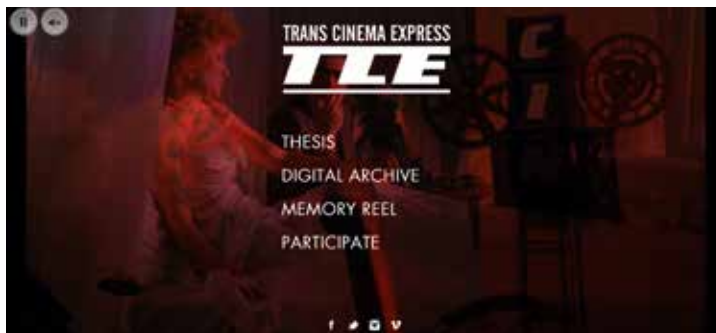 TRANS CINEMA EXPRESS
TCE
THESIS
DIGITAL ARCHIVE
MEMORY REEL
PARTICIPATE